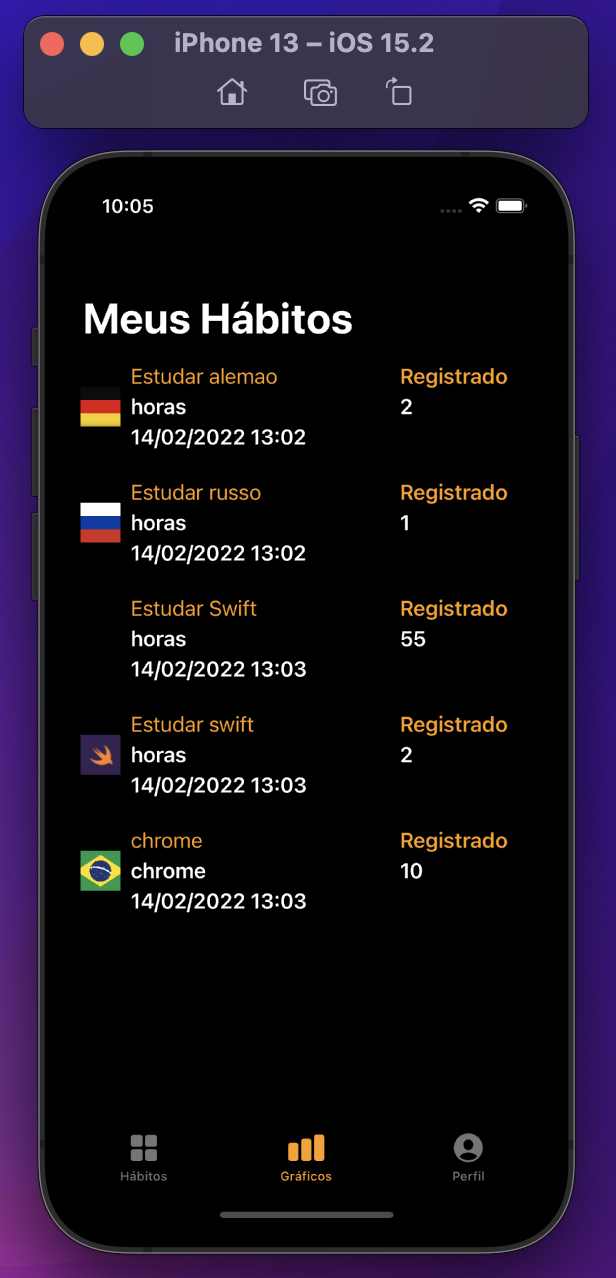 iPhone 13 – iOS 15.2
10:05
Meus Hábitos
Estudar alemao Registrado
horas 2
14/02/2022 13:02
Estudar russo Registrado
horas 1
14/02/2022 13:02
Estudar Swift Registrado
horas 55
14/02/2022 13:03
Estudar swift Registrado
horas 2
14/02/2022 13:03
chrome Registrado
chrome 10
14/02/2022 13:03
Hábitos Gráficos Perfil